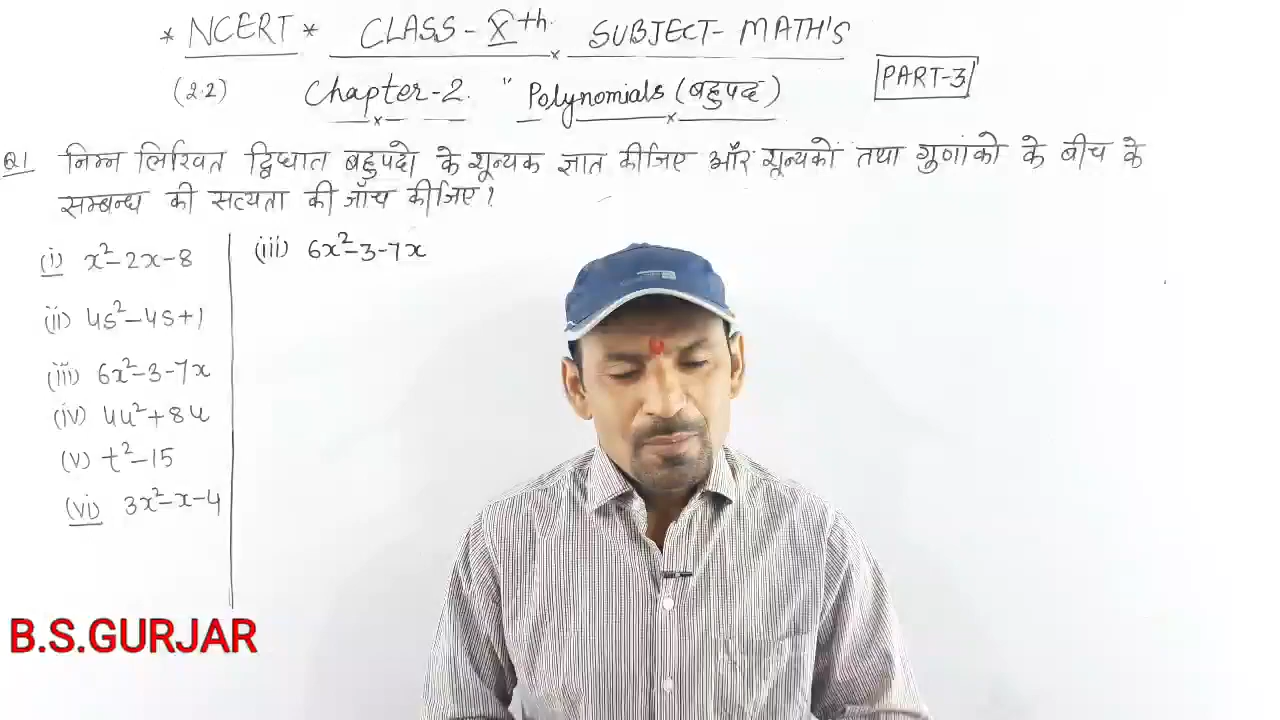 * NCERT * CLASS - Xth SUBJECT - MATH'S
(2.2) Chapter-2. "Polynomials (बहुपद) PART-3
Q1 निम्न लिखित द्विघात बहुपदो के शून्यक ज्ञात कीजिए और शून्यकों तथा गुणांको के बीच के
सम्बन्ध की सत्यता की जाँच कीजिए?
(i) x²-2x-8
(ii) 4s²-4s+1
(iii) 6x²-3-7x
(iv) 4u²+8u
(v) t²-15
(vi) 3x²-x-4
(iii) 6x²-3-7x
B.S.GURJAR